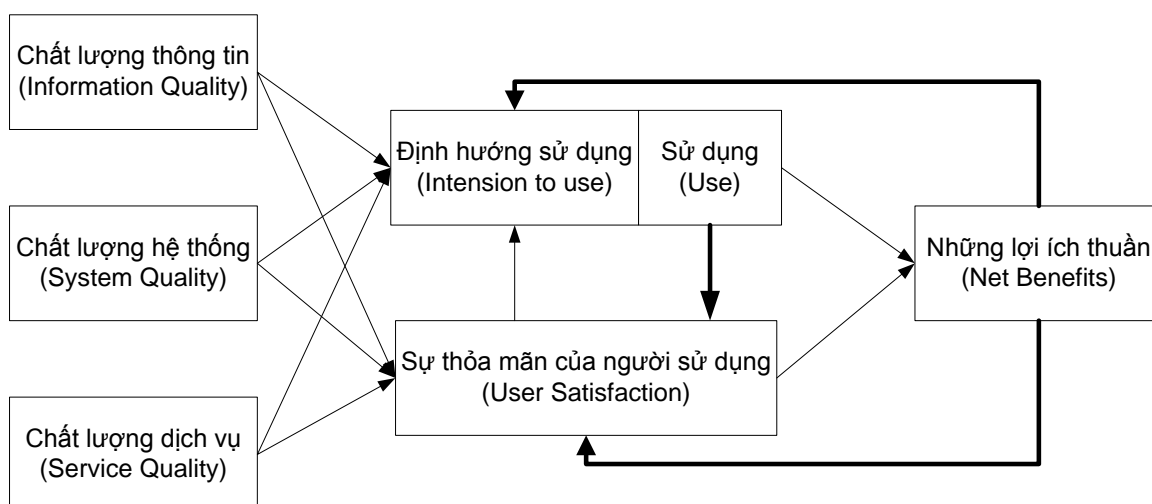 Chất lượng thông tin
(Information Quality)
Định hướng sử dụng
(Intension to use)
Sử dụng
(Use)
Chất lượng hệ thống
(System Quality)
Những lợi ích thuần
(Net Benefits)
Sự thỏa mãn của người sử dụng
(User Satisfaction)
Chất lượng dịch vụ
(Service Quality)